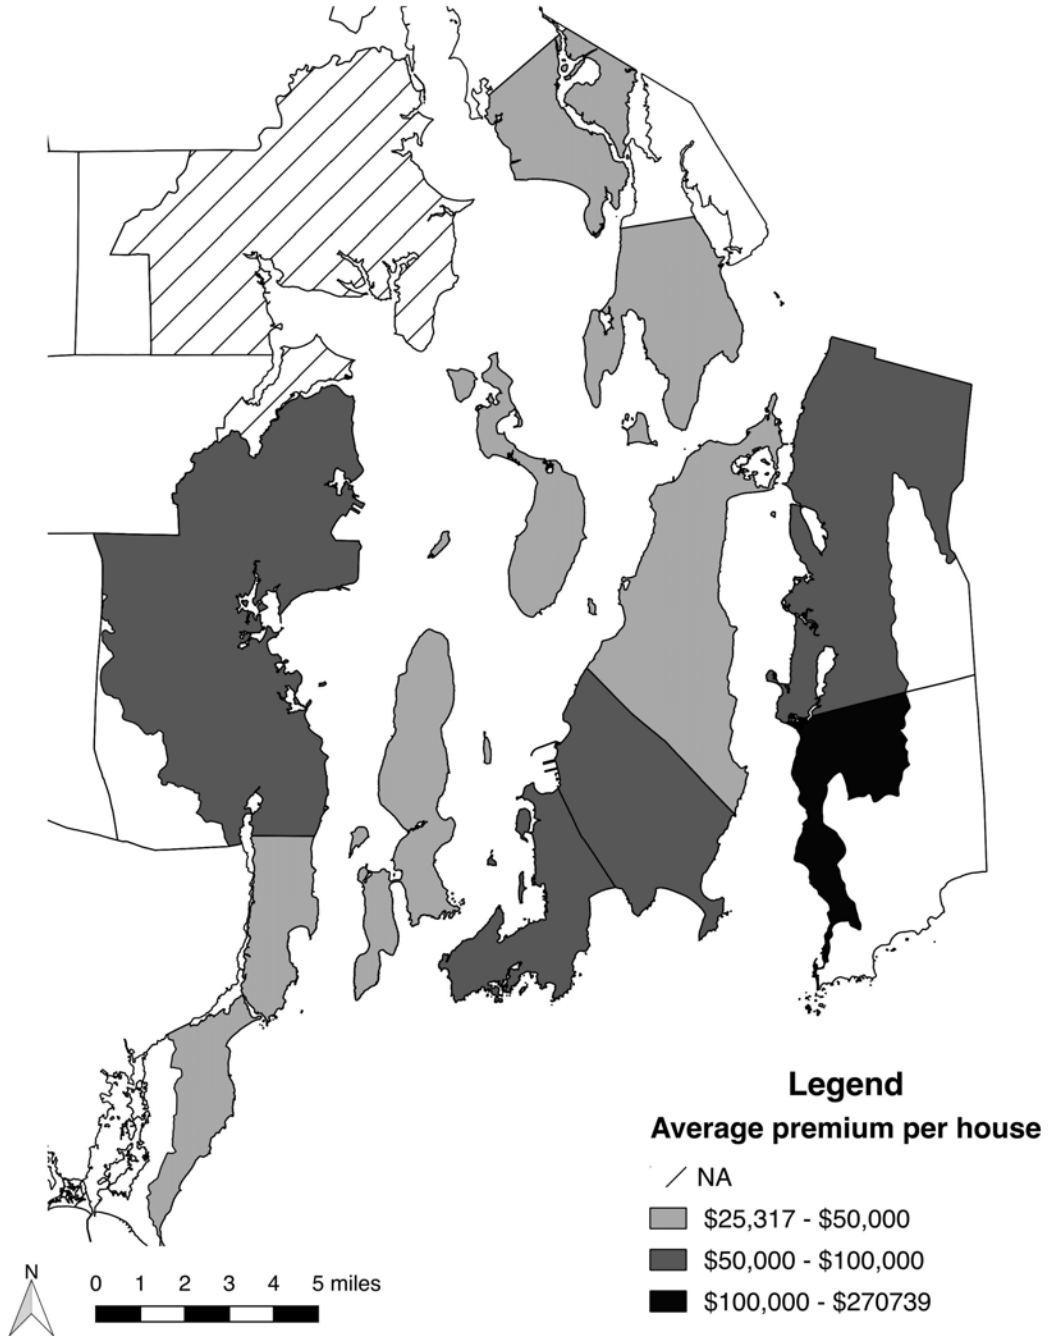 Legend
Average premium per house
NA
$25,317 - $50,000
$50,000 - $100,000
$100,000 - $270739
N
0 1 2 3 4 5 miles